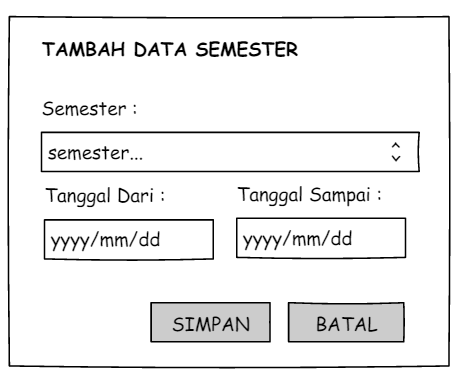 TAMBAH DATA SEMESTER
Semester :
semester...
Tanggal Dari : Tanggal Sampai :
yyyy/mm/dd yyyy/mm/dd
SIMPAN BATAL